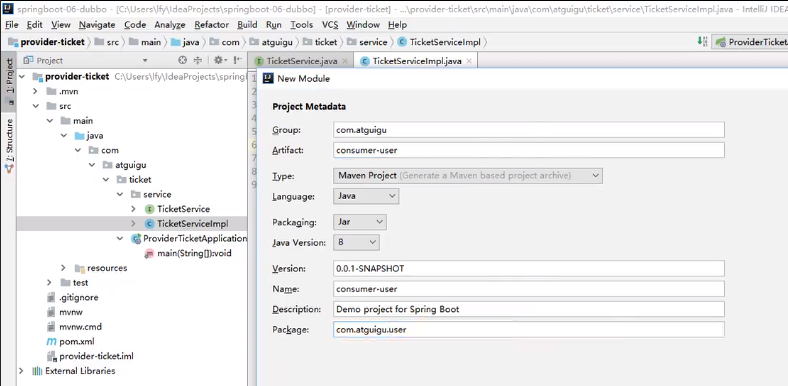 springboot-06-dubbo - [C:\Users\lfy\IdeaProjects\springboot-06-dubbo] - [provider-ticket] - ...\provider-ticket\src\main\java\com\atguigu\ticket\service\TicketServiceImpl.java - IntelliJ IDEA
File Edit View Navigate Code Analyze Refactor Build Run Tools VCS Window Help
provider-ticket src main java com atguigu ticket service TicketServiceImpl
ProviderTicket
1: Project
Z: Structure
Project
TicketService.java
TicketServiceImpl.java
provider-ticket C:\Users\lfy\IdeaProjects\spring
.mvn
src
main
java
com
atguigu
ticket
service
TicketService
TicketServiceImpl
ProviderTicketApplication
main(String[]):void
resources
test
.gitignore
mvnw
mvnw.cmd
pom.xml
provider-ticket.iml
External Libraries
New Module
Project Metadata
Group: com.atguigu
Artifact: consumer-user
Type: Maven Project (Generate a Maven based project archive)
Language: Java
Packaging: Jar
Java Version: 8
Version: 0.0.1-SNAPSHOT
Name: consumer-user
Description: Demo project for Spring Boot
Package: com.atguigu.user